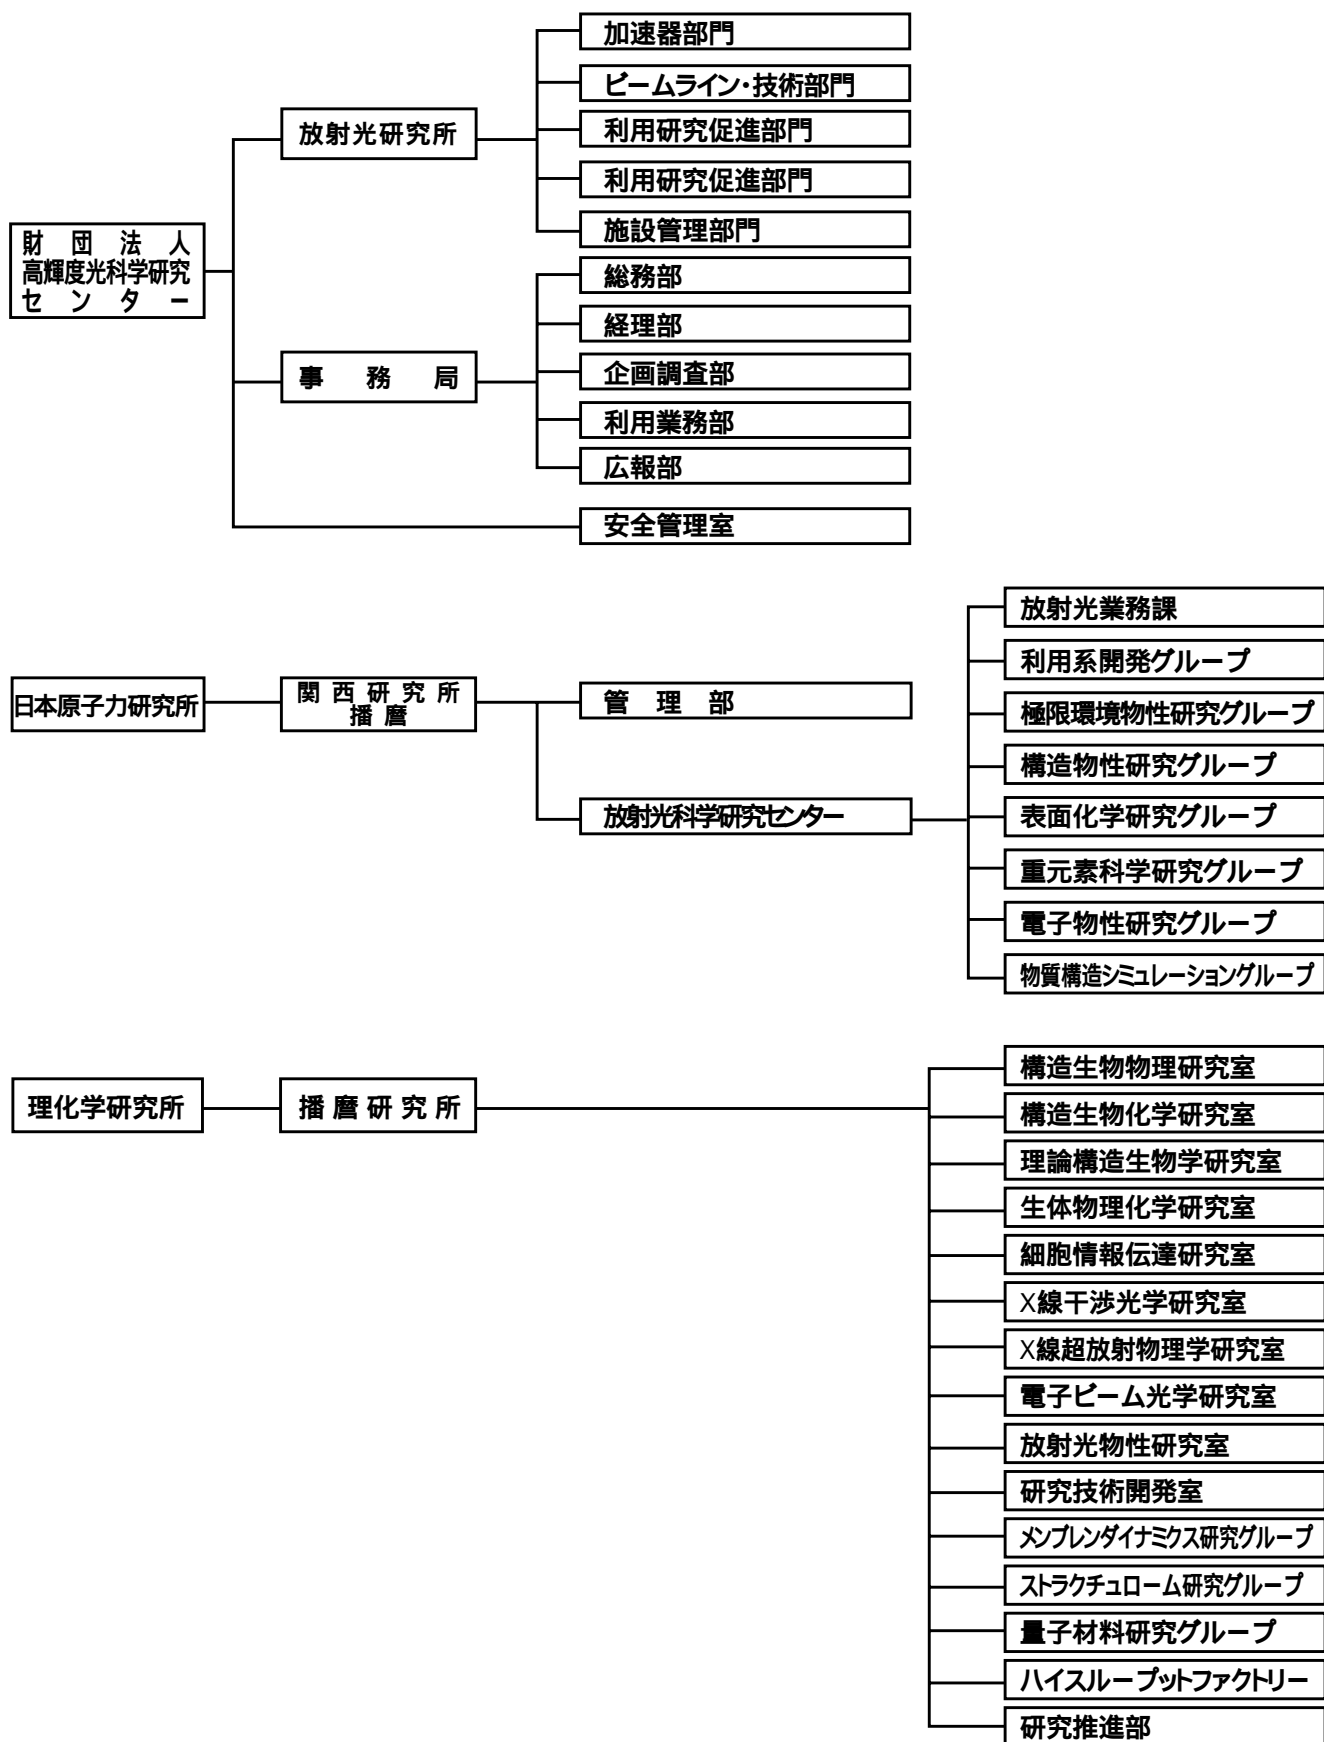 財団法人
高輝度光科学研究
センター
放射光研究所
加速器部門
ビームライン・技術部門
利用研究促進部門
利用研究促進部門
施設管理部門
事務局
総務部
経理部
企画調査部
利用業務部
広報部
安全管理室
日本原子力研究所
関西研究所
播磨
管理部
放射光科学研究センター
放射光業務課
利用系開発グループ
極限環境物性研究グループ
構造物性研究グループ
表面化学研究グループ
重元素科学研究グループ
電子物性研究グループ
物質構造シミュレーショングループ
理化学研究所
播磨研究所
構造生物物理研究室
構造生物化学研究室
理論構造生物学研究室
生体物理化学研究室
細胞情報伝達研究室
X線干渉光学研究室
X線超放射物理学研究室
電子ビーム光学研究室
放射光物性研究室
研究技術開発室
メンブレンダイナミクス研究グループ
ストラクチュローム研究グループ
量子材料研究グループ
ハイスループットファクトリー
研究推進部